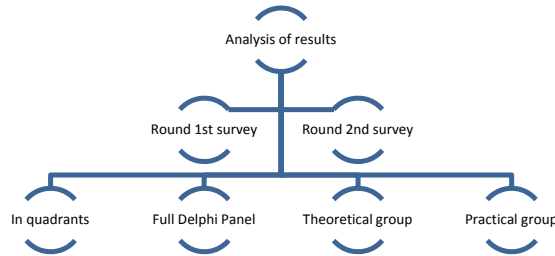 Analysis of results
Round 1st survey
Round 2nd survey
In quadrants
Full Delphi Panel
Theoretical group
Practical group